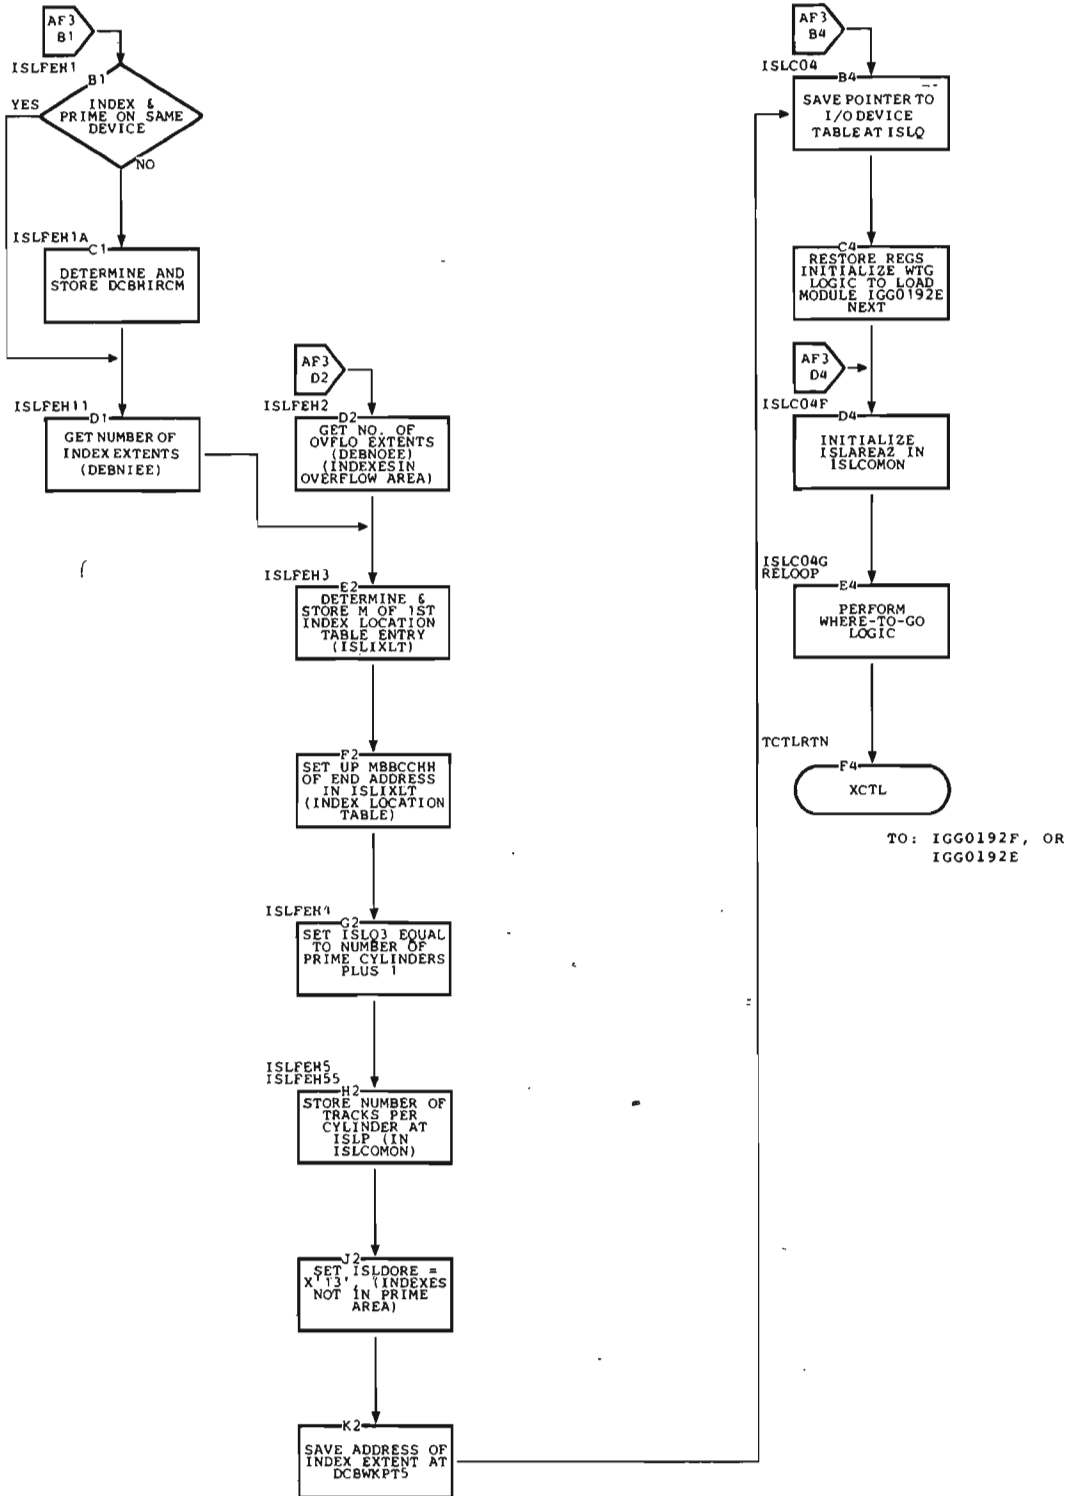 AF3
B1
ISLFEH1
B1
INDEX &
PRIME ON SAME
DEVICE
YES
NO
ISLFEH1A
C1
DETERMINE AND
STORE DCBHIRCM
ISLFEH11
D1
GET NUMBER OF
INDEX EXTENTS
(DEBNIEE)
AF3
D2
ISLFEH2
D2
GET NO. OF
OVFLO EXTENTS
(DEBNOEE)
(INDEXES IN
OVERFLOW AREA)
ISLFEH3
E2
DETERMINE &
STORE M OF 1ST
INDEX LOCATION
TABLE ENTRY
(ISLIXLT)
F2
SET UP MBBCCHH
OF END ADDRESS
IN ISLIXLT
(INDEX LOCATION
TABLE)
ISLFEH4
G2
SET ISLQ3 EQUAL
TO NUMBER OF
PRIME CYLINDERS
PLUS 1
ISLFEH5
ISLFEH55
H2
STORE NUMBER OF
TRACKS PER
CYLINDER AT
ISLP (IN
ISLCOMON)
J2
SET ISLDORE =
X'13', (INDEXES
NOT IN PRIME
AREA)
K2
SAVE ADDRESS OF
INDEX EXTENT AT
DCBWKPT5
AF3
B4
ISLC04
B4
SAVE POINTER TO
I/O DEVICE
TABLE AT ISLQ
C4
RESTORE REGS
INITIALIZE WTG
LOGIC TO LOAD
MODULE IGG0192E
NEXT
AF3
D4
ISLC04F
D4
INITIALIZE
ISLAREAZ IN
ISLCOMON
ISLC04G
RELOOP
E4
PERFORM
WHERE-TO-GO
LOGIC
TCTLRTN
F4
XCTL
TO: IGG0192F, OR
IGG0192E